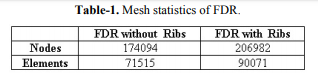 Table-1. Mesh statistics of FDR.
FDR without Ribs FDR with Ribs
Nodes 174094 206982
Elements 71515 90071